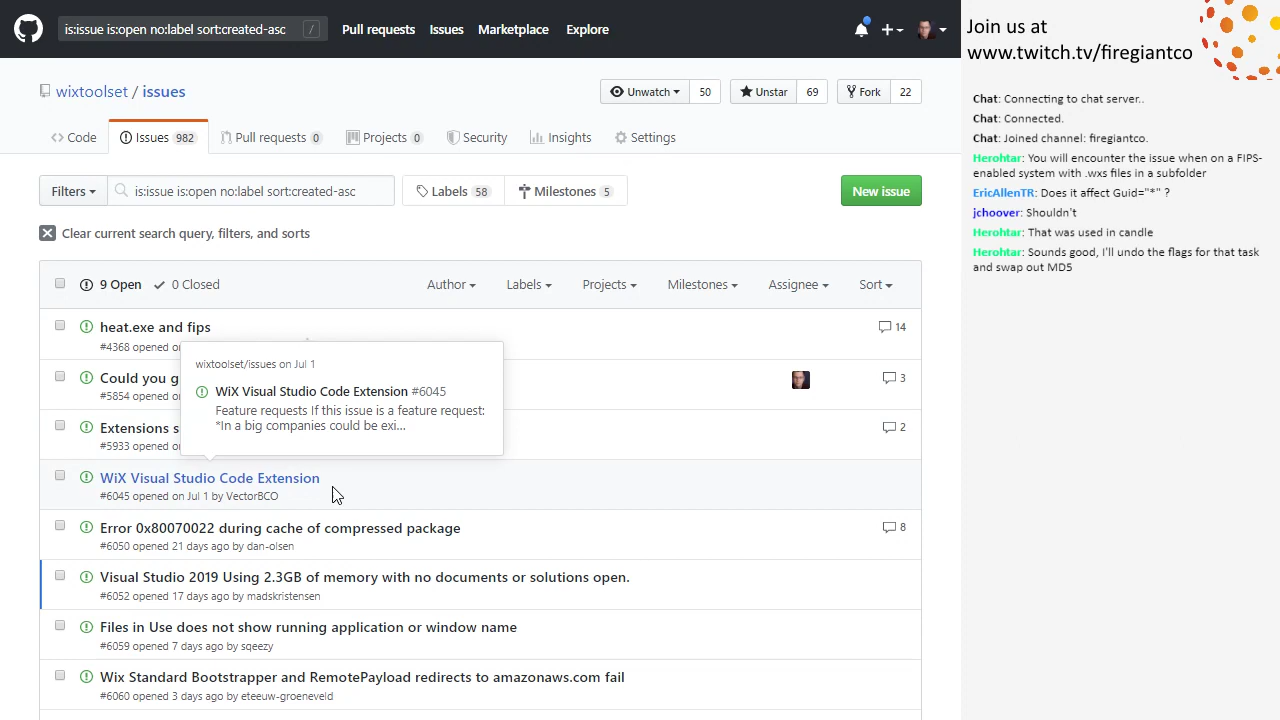 is:issue is:open no:label sort:created-asc /
Pull requests Issues Marketplace Explore
Join us at
www.twitch.tv/firegiantco
wixtoolset / issues
Unwatch 50 Unstar 69 Fork 22
Code Issues 982 Pull requests 0 Projects 0 Security Insights Settings
Filters is:issue is:open no:label sort:created-asc Labels 58 Milestones 5 New issue
Clear current search query, filters, and sorts
9 Open 0 Closed Author Labels Projects Milestones Assignee Sort
heat.exe and fips 14
#4368 opened o
wixtoolset/issues on Jul 1
WiX Visual Studio Code Extension #6045
Feature requests If this issue is a feature request:
*In a big companies could be exi...
Could you g 3
#5854 opened o
Extensions s 2
#5933 opened o
WiX Visual Studio Code Extension
#6045 opened on Jul 1 by VectorBCO
Error 0x80070022 during cache of compressed package 8
#6050 opened 21 days ago by dan-olsen
Visual Studio 2019 Using 2.3GB of memory with no documents or solutions open.
#6052 opened 17 days ago by madskristensen
Files in Use does not show running application or window name
#6059 opened 7 days ago by sqeezy
Wix Standard Bootstrapper and RemotePayload redirects to amazonaws.com fail
#6060 opened 3 days ago by eteeuw-groeneveld
Chat: Connecting to chat server..
Chat: Connected.
Chat: Joined channel: firegiantco.
Herohtar: You will encounter the issue when on a FIPS-
enabled system with .wxs files in a subfolder
EricAllenTR: Does it affect Guid="*" ?
jchoover: Shouldn't
Herohtar: That was used in candle
Herohtar: Sounds good, I'll undo the flags for that task
and swap out MD5